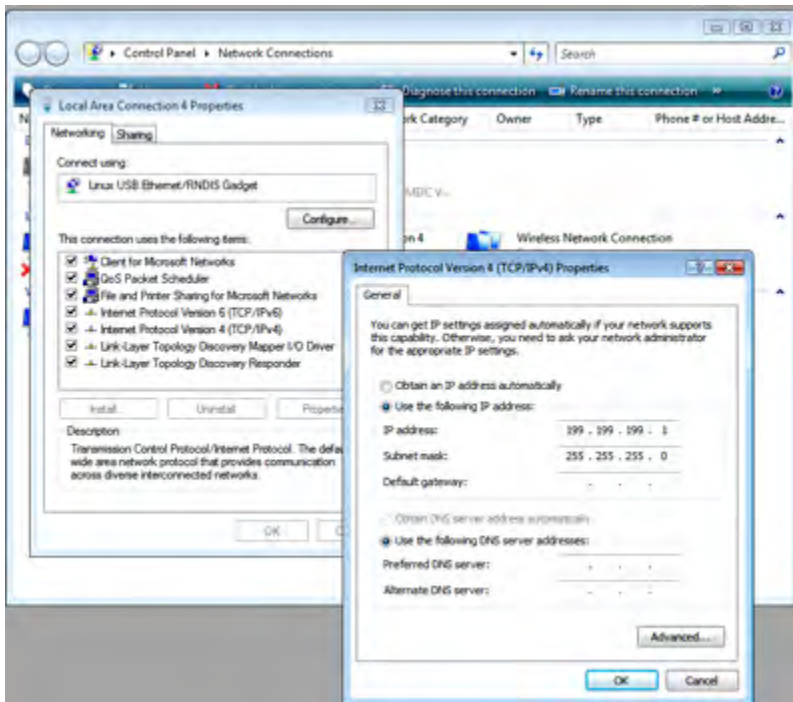 Control Panel
Network Connections
Search
Diagnose this connection
Rename this connection
Local Area Connection 4 Properties
Category
Owner
Type
Phone # or Host Addre...
Networking
Sharing
Connect using:
Linux USB Ethernet/RNDIS Gadget
Configure...
This connection uses the following items:
Client for Microsoft Networks
QoS Packet Scheduler
File and Printer Sharing for Microsoft Networks
Internet Protocol Version 6 (TCP/IPv6)
Internet Protocol Version 4 (TCP/IPv4)
Link-Layer Topology Discovery Mapper I/O Driver
Link-Layer Topology Discovery Responder
Install...
Uninstall
Description
Transmission Control Protocol/Internet Protocol. The
wide area network protocol that provides communication
across diverse interconnected networks.
OK
Wireless Network Connection
Internet Protocol Version 4 (TCP/IPv4) Properties
General
You can get IP settings assigned automatically if your network supports
this capability. Otherwise, you need to ask your network administrator
for the appropriate IP settings.
Obtain an IP address automatically
Use the following IP address:
IP address: 199 . 199 . 199 . 1
Subnet mask: 255 . 255 . 255 . 0
Default gateway: . . .
Obtain DNS server address automatically
Use the following DNS server addresses:
Preferred DNS server: . . .
Alternate DNS server: . . .
Advanced...
OK
Cancel